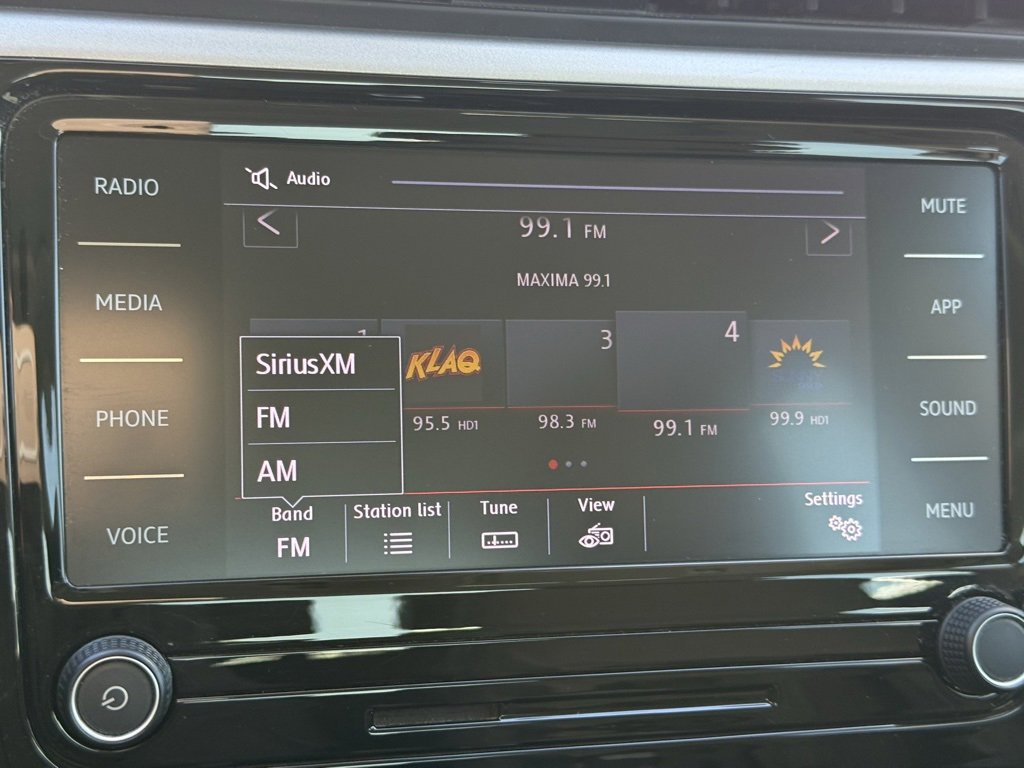 RADIO
MEDIA
PHONE
VOICE
Audio
99.1 FM
MAXIMA 99.1
1
KLAQ
3
4
95.5 HD1
98.3 FM
99.1 FM
99.9 HD1
SiriusXM
FM
AM
Band
FM
Station list
Tune
View
Settings
MUTE
APP
SOUND
MENU